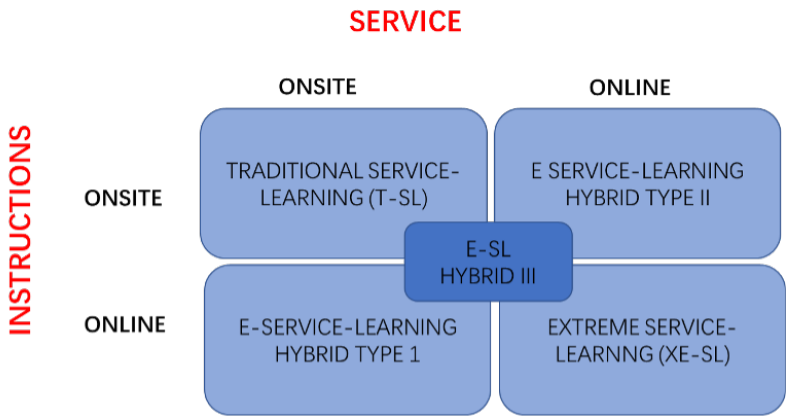 SERVICE
ONSITE
ONLINE
INSTRUCTIONS
ONSITE
TRADITIONAL SERVICE-
LEARNING (T-SL)
E SERVICE-LEARNING
HYBRID TYPE II
E-SL
HYBRID III
ONLINE
E-SERVICE-LEARNING
HYBRID TYPE 1
EXTREME SERVICE-
LEARNNG (XE-SL)